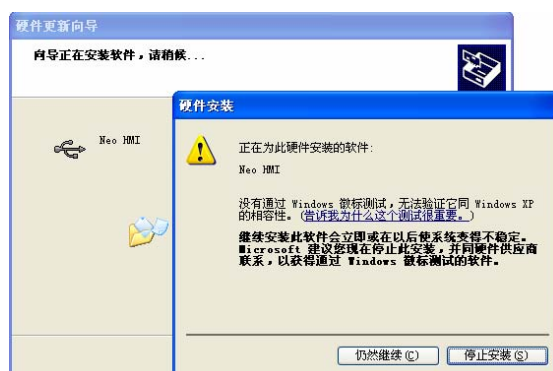 硬件更新向导
向导正在安装软件，请稍候...
Neo HMI
硬件安装
正在为此硬件安装的软件:
Neo HMI
没有通过 Windows 徽标测试，无法验证它同 Windows XP
的相容性。(告诉我为什么这个测试很重要。)
继续安装此软件会立即或在以后使系统变得不稳定。
Microsoft 建议您现在停止此安装，并同硬件供应商
联系，以获得通过 Windows 徽标测试的软件。
仍然继续(C)
停止安装(S)